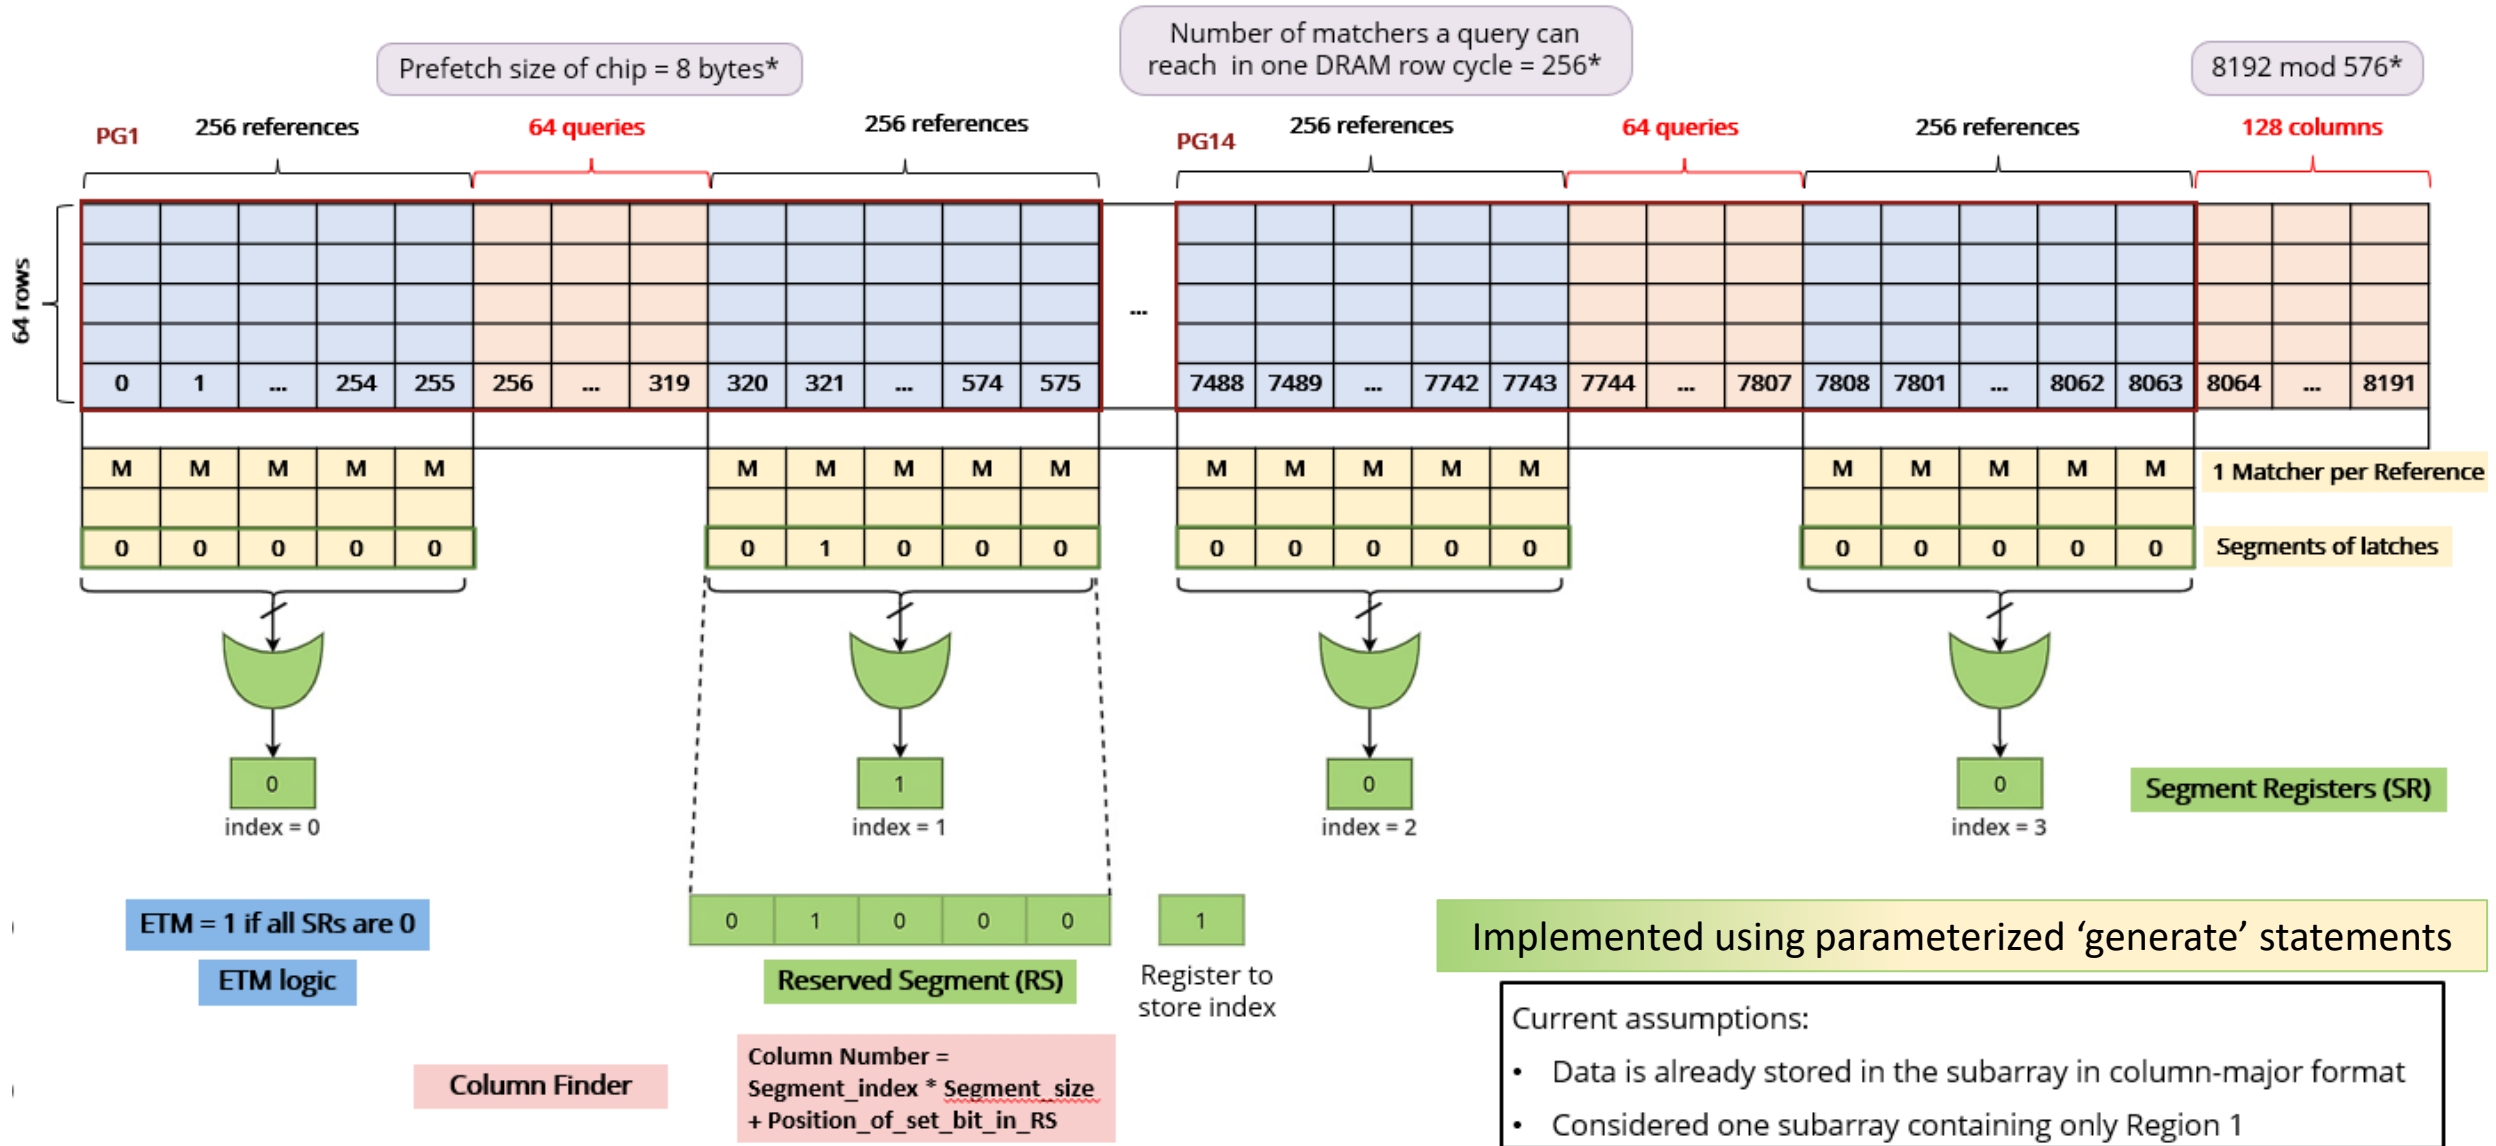 Prefetch size of chip = 8 bytes*
Number of matchers a query can
reach in one DRAM row cycle = 256*
8192 mod 576*
PG1
256 references
64 queries
256 references
PG14
256 references
64 queries
256 references
128 columns
64 rows
0 1 ... 254 255 256 ... 319 320 321 ... 574 575 ... 7488 7489 ... 7742 7743 7744 ... 7807 7808 7801 ... 8062 8063 8064 ... 8191
M M M M M M M M M M M M M M M M M M M M
1 Matcher per Reference
0 0 0 0 0 0 1 0 0 0 0 0 0 0 0 0 0 0 0 0
Segments of latches
0 1 0 0
Segment Registers (SR)
index = 0 index = 1 index = 2 index = 3
ETM = 1 if all SRs are 0
ETM logic
0 1 0 0 0
1
Reserved Segment (RS)
Register to
store index
Implemented using parameterized ‘generate’ statements
Column Finder
Column Number =
Segment_index * Segment_size
+ Position_of_set_bit_in_RS
Current assumptions:
• Data is already stored in the subarray in column-major format
• Considered one subarray containing only Region 1